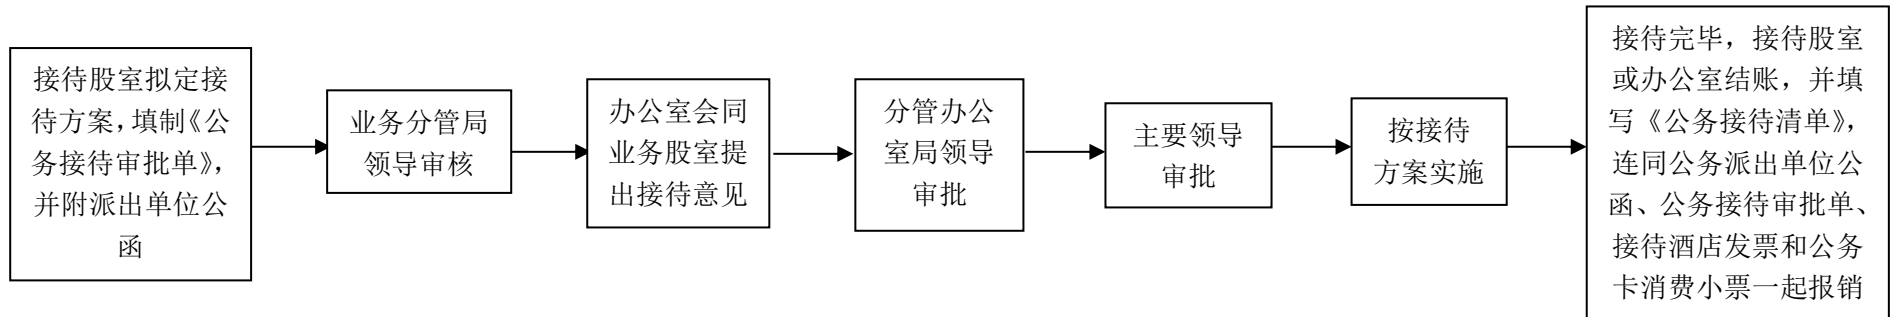 接待股室拟定接
待方案,填制《公
务接待审批单》,
并附派出单位公
函
业务分管局
领导审核
办公室会同
业务股室提
出接待意见
分管办公
室局领导
审批
主要领导
审批
按接待
方案实施
接待完毕，接待股室
或办公室结账，并填
写《公务接待清单》，
连同公务派出单位公
函、公务接待审批单、
接待酒店发票和公务
卡消费小票一起报销